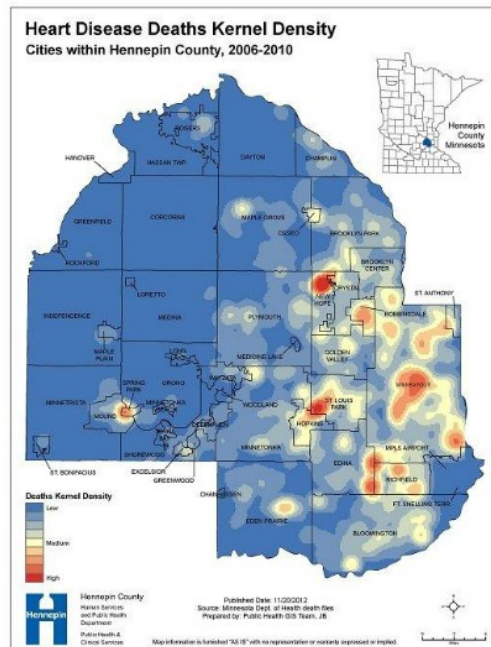 Heart Disease Deaths Kernel Density
Cities within Hennepin County, 2006-2010
Hennepin
County
Minnesota
ROGERS
HANOVER
HASSAN TWP
DAYTON
CHAMPLIN
GREENFIELD
CORCORAN
MAPLE GROVE
OSSEO
BROOKLYN PARK
ROCKFORD
BROOKLYN
CENTER
LORETTO
NEW
HOPE
CRYSTAL
ST. ANTHONY
ROBBINSDALE
INDEPENDENCE
MEDINA
PLYMOUTH
MAPLE
PLAIN
LONG
LAKE
MEDICINE LAKE
GOLDEN
VALLEY
MINNEAPOLIS
SPRING
PARK
ORONO
WAYZATA
MINNETRISTA
MOUND
MINNETONKA
BEACH
WOODLAND
ST. LOUIS
PARK
HOPKINS
DEEPHAVEN
SHOREWOOD
MINNETONKA
MPLS AIRPORT
EDINA
ST. BONIFACIUS
EXCELSIOR
GREENWOOD
RICHFIELD
CHANHASSEN
FT. SNELLING TERR.
EDEN PRAIRIE
BLOOMINGTON
Deaths Kernel Density
Low
Medium
High
Hennepin
Hennepin County
Human Services
and Public Health
Department
Public Health &
Clinical Services
Published Date: 11/20/2012
Source: Minnesota Dept. of Health death files
Prepared by: Public Health GIS Team, JB
Map information is furnished "AS IS" with no representation or warranty expressed or implied.